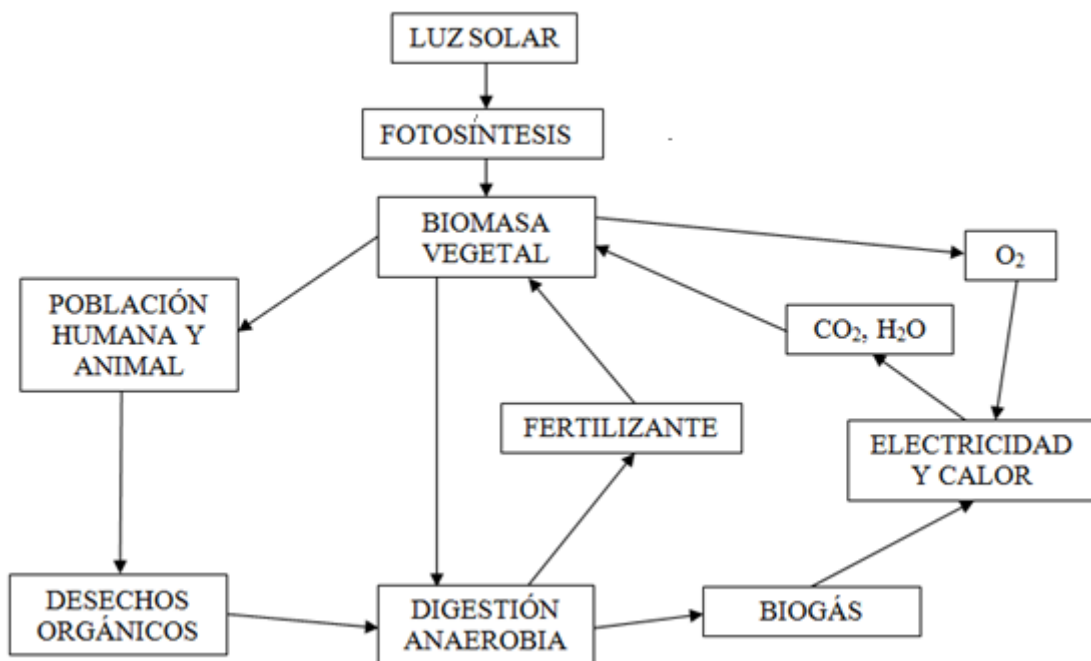 LUZ SOLAR
FOTOSÍNTESIS
BIOMASA
VEGETAL
O₂
POBLACIÓN
HUMANA Y
ANIMAL
CO₂, H₂O
FERTILIZANTE
ELECTRICIDAD
Y CALOR
DESECHOS
ORGÁNICOS
DIGESTIÓN
ANAEROBIA
BIOGÁS